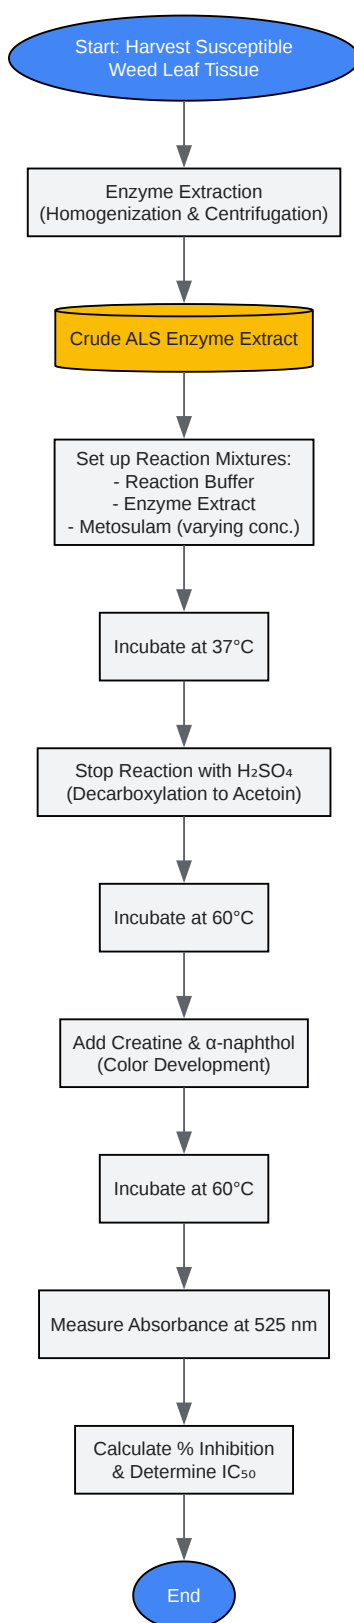 Start: Harvest Susceptible
Weed Leaf Tissue
Enzyme Extraction
(Homogenization & Centrifugation)
Crude ALS Enzyme Extract
Set up Reaction Mixtures:
- Reaction Buffer
- Enzyme Extract
- Metosulam (varying conc.)
Incubate at 37°C
Stop Reaction with H₂SO₄
(Decarboxylation to Acetoin)
Incubate at 60°C
Add Creatine & α-naphthol
(Color Development)
Incubate at 60°C
Measure Absorbance at 525 nm
Calculate % Inhibition
& Determine IC₅₀
End